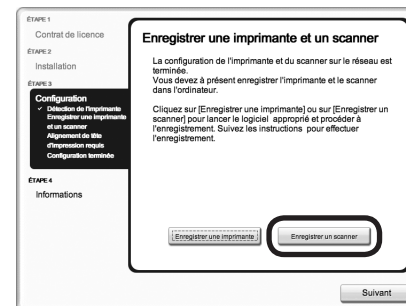 ÉTAPE 1
Contrat de licence
ÉTAPE 2
Installation
ÉTAPE 3
Configuration
✓ Détection de l'imprimante
Enregistrer une imprimante
et un scanner
Alignement de tête
d'impression requis
Configuration terminée
ÉTAPE 4
Informations
Enregistrer une imprimante et un scanner
La configuration de l'imprimante et du scanner sur le réseau est
terminée.
Vous devez à présent enregistrer l'imprimante et le scanner
dans l'ordinateur.
Cliquez sur [Enregistrer une imprimante] ou sur [Enregistrer un
scanner] pour lancer le logiciel approprié et procéder à
l'enregistrement. Suivez les instructions pour effectuer
l'enregistrement.
Enregistrer une imprimante
Enregistrer un scanner
Suivant